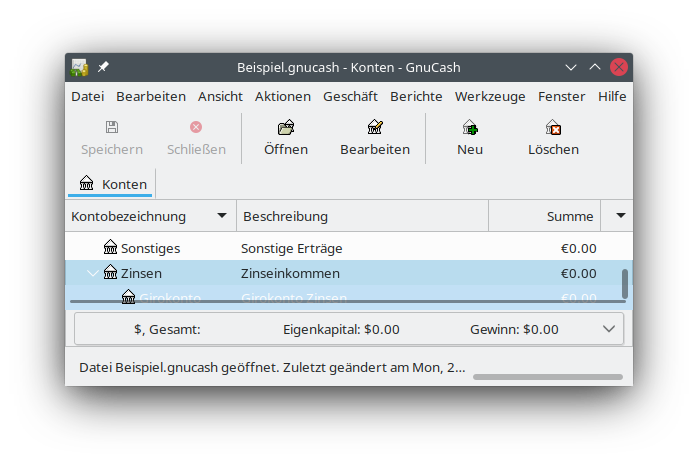 Beispiel.gnucash - Konten - GnuCash
Datei Bearbeiten Ansicht Aktionen Geschäft Berichte Werkzeuge Fenster Hilfe
Speichern Schließen Öffnen Bearbeiten Neu Löschen
Konten
Kontobezeichnung Beschreibung Summe
Sonstiges Sonstige Erträge €0.00
Zinsen Zinseinkommen €0.00
Girokonto Girokonto Zinsen €0.00
$, Gesamt: Eigenkapital: $0.00 Gewinn: $0.00
Datei Beispiel.gnucash geöffnet. Zuletzt geändert am Mon, 2...